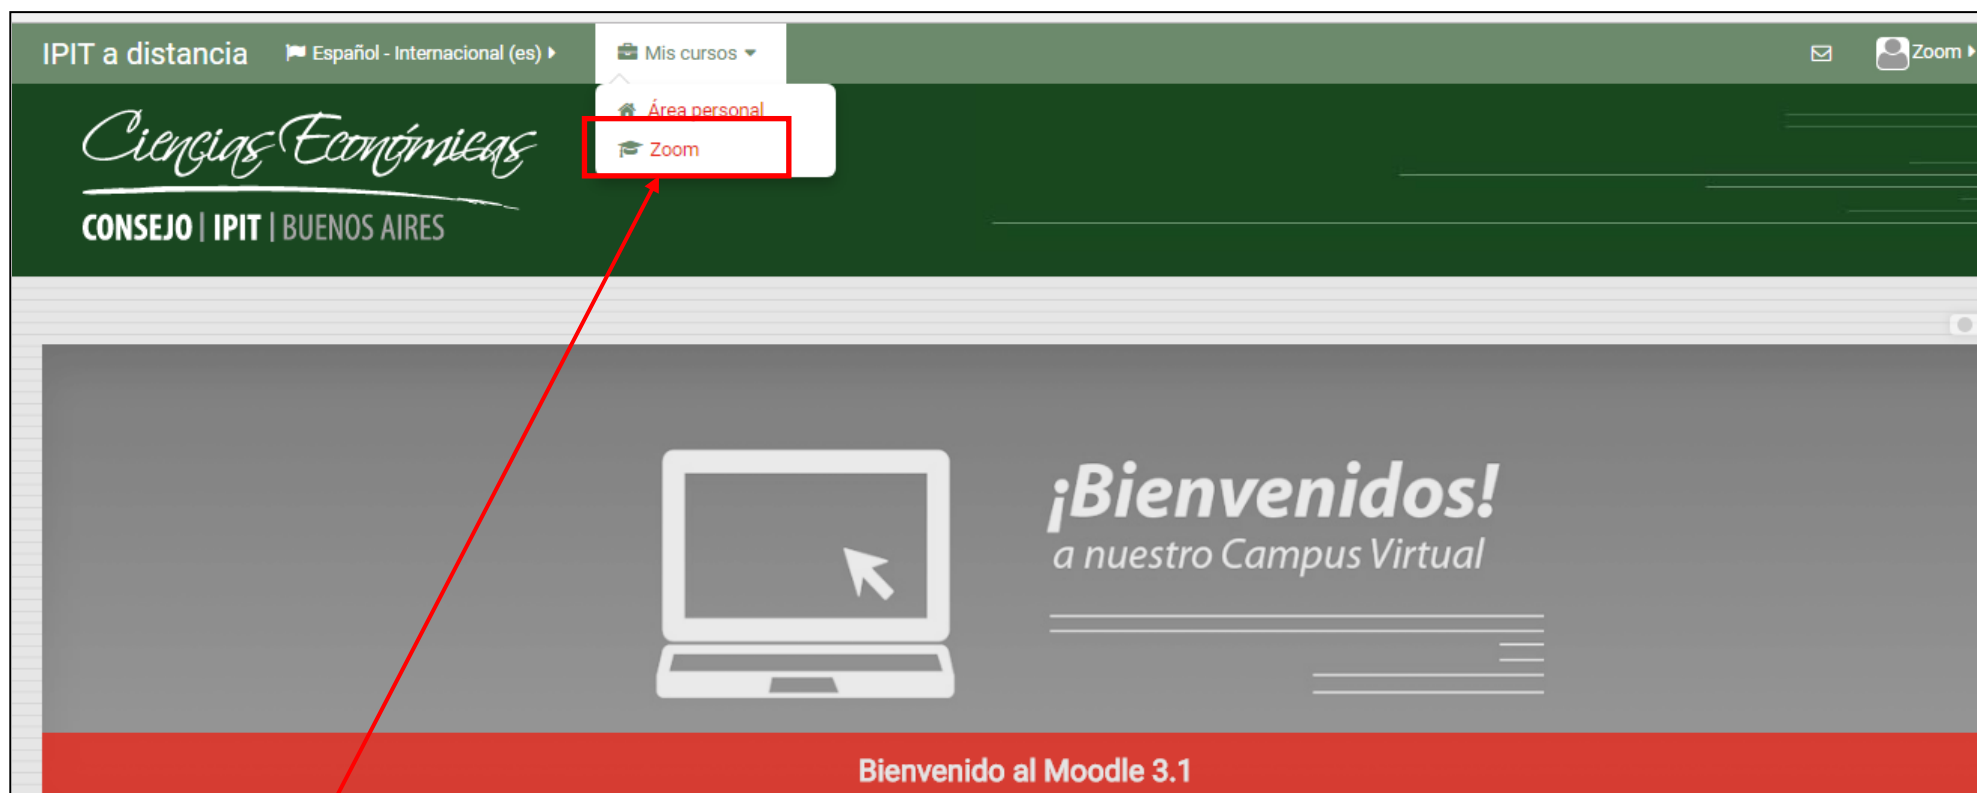 IPIT a distancia Español - Internacional (es) Mis cursos Zoom
Área personal
Zoom
Ciencias Económicas
CONSEJO | IPIT | BUENOS AIRES
¡Bienvenidos!
a nuestro Campus Virtual
Bienvenido al Moodle 3.1